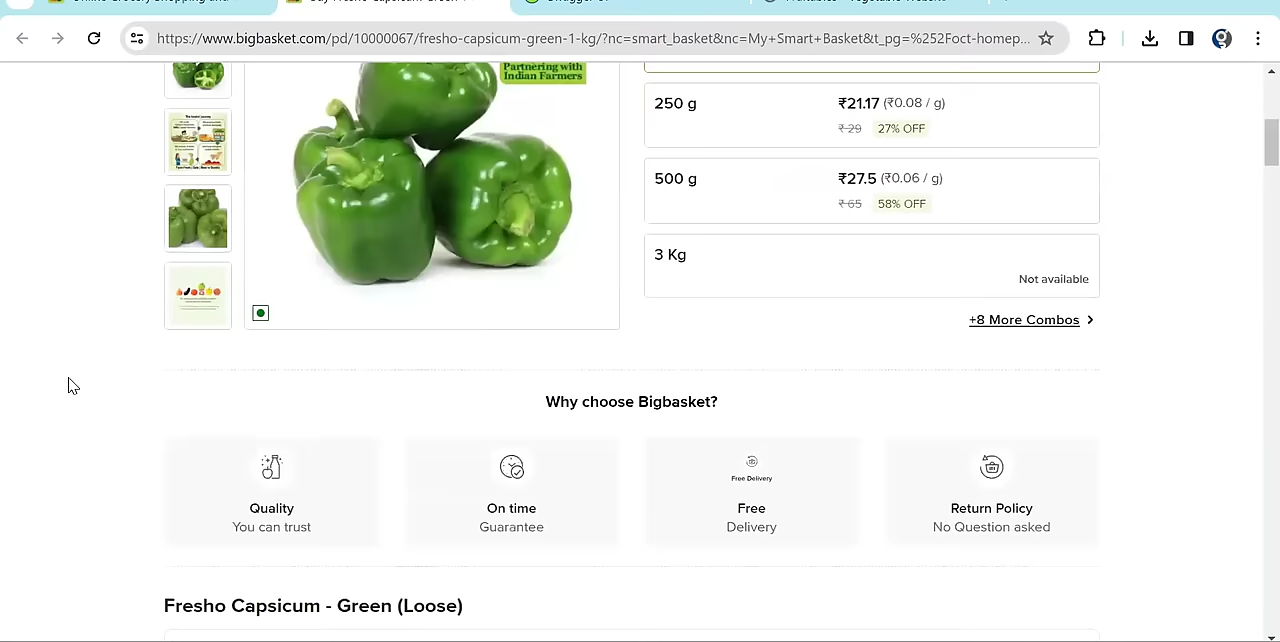 https://www.bigbasket.com/pd/10000067/fresho-capsicum-green-1-kg/?nc=smart_basket&nc=My+Smart+Basket&t_pg=%252Foct-homep...
Partnering with
Indian Farmers
250 g
₹21.17 (₹0.08 / g)
₹ 29 27% OFF
500 g
₹27.5 (₹0.06 / g)
₹ 65 58% OFF
3 Kg
Not available
+8 More Combos
Why choose Bigbasket?
Free Delivery
Quality
You can trust
On time
Guarantee
Free
Delivery
Return Policy
No Question asked
Fresho Capsicum - Green (Loose)